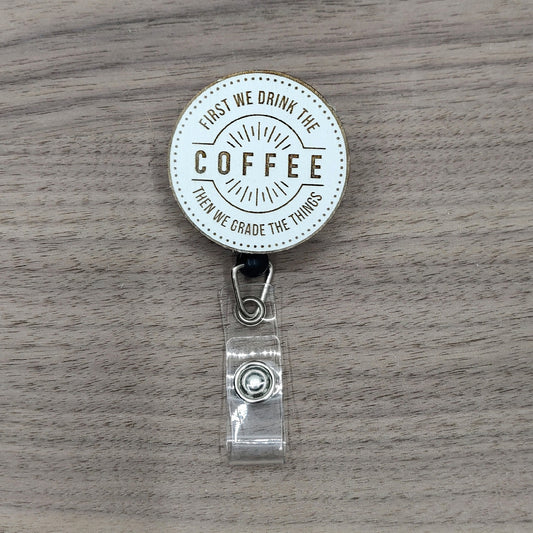 FIRST WE DRINK THE
COFFEE
THEN WE GRADE THE THINGS